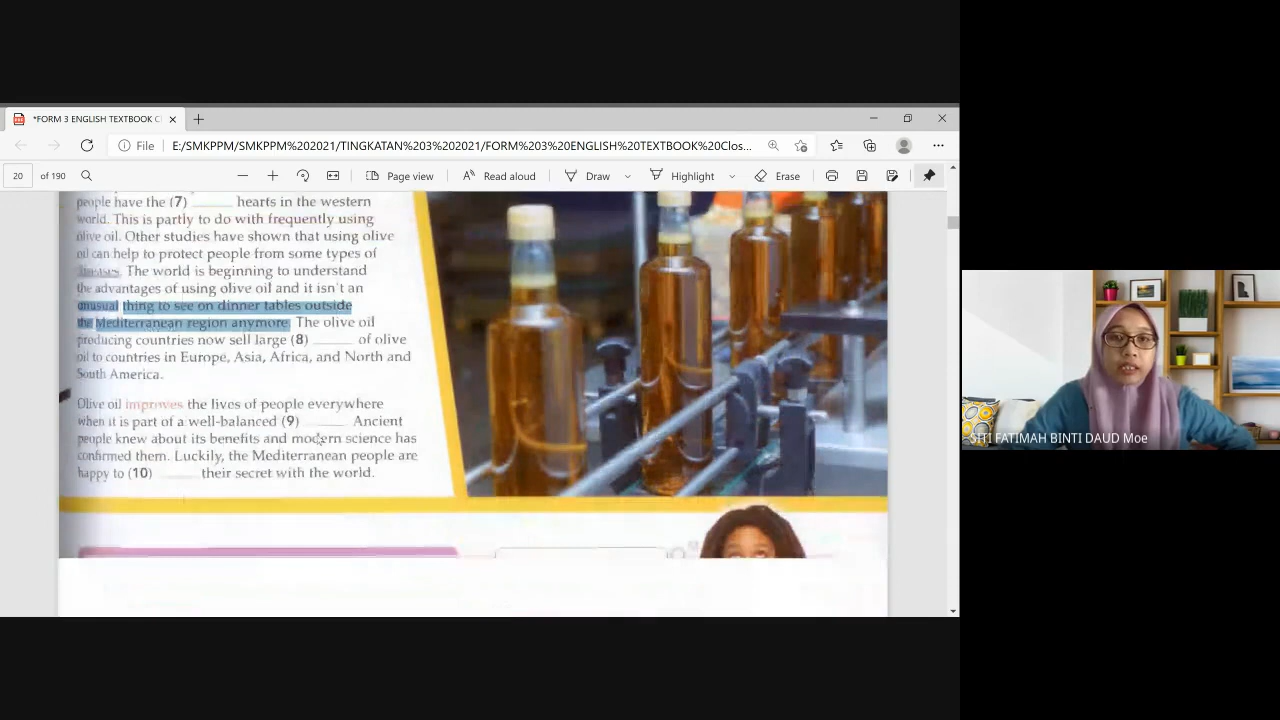 *FORM 3 ENGLISH TEXTBOOK C
File
E:/SMKPPM/SMKPPM%202021/TINGKATAN%203%202021/FORM%203%20ENGLISH%20TEXTBOOK%20Clos...
20 of 190
Page view
Read aloud
Draw
Highlight
Erase
people have the (7) ______ hearts in the western
world. This is partly to do with frequently using
olive oil. Other studies have shown that using olive
oil can help to protect people from some types of
diseases. The world is beginning to understand
the advantages of using olive oil and it isn't an
unusual thing to see on dinner tables outside
the Mediterranean region anymore. The olive oil
producing countries now sell large (8) ______ of olive
oil to countries in Europe, Asia, Africa, and North and
South America.
Olive oil improves the lives of people everywhere
when it is part of a well-balanced (9) ______. Ancient
people knew about its benefits and modern science has
confirmed them. Luckily, the Mediterranean people are
happy to (10) ______ their secret with the world.
SITI FATIMAH BINTI DAUD Moe